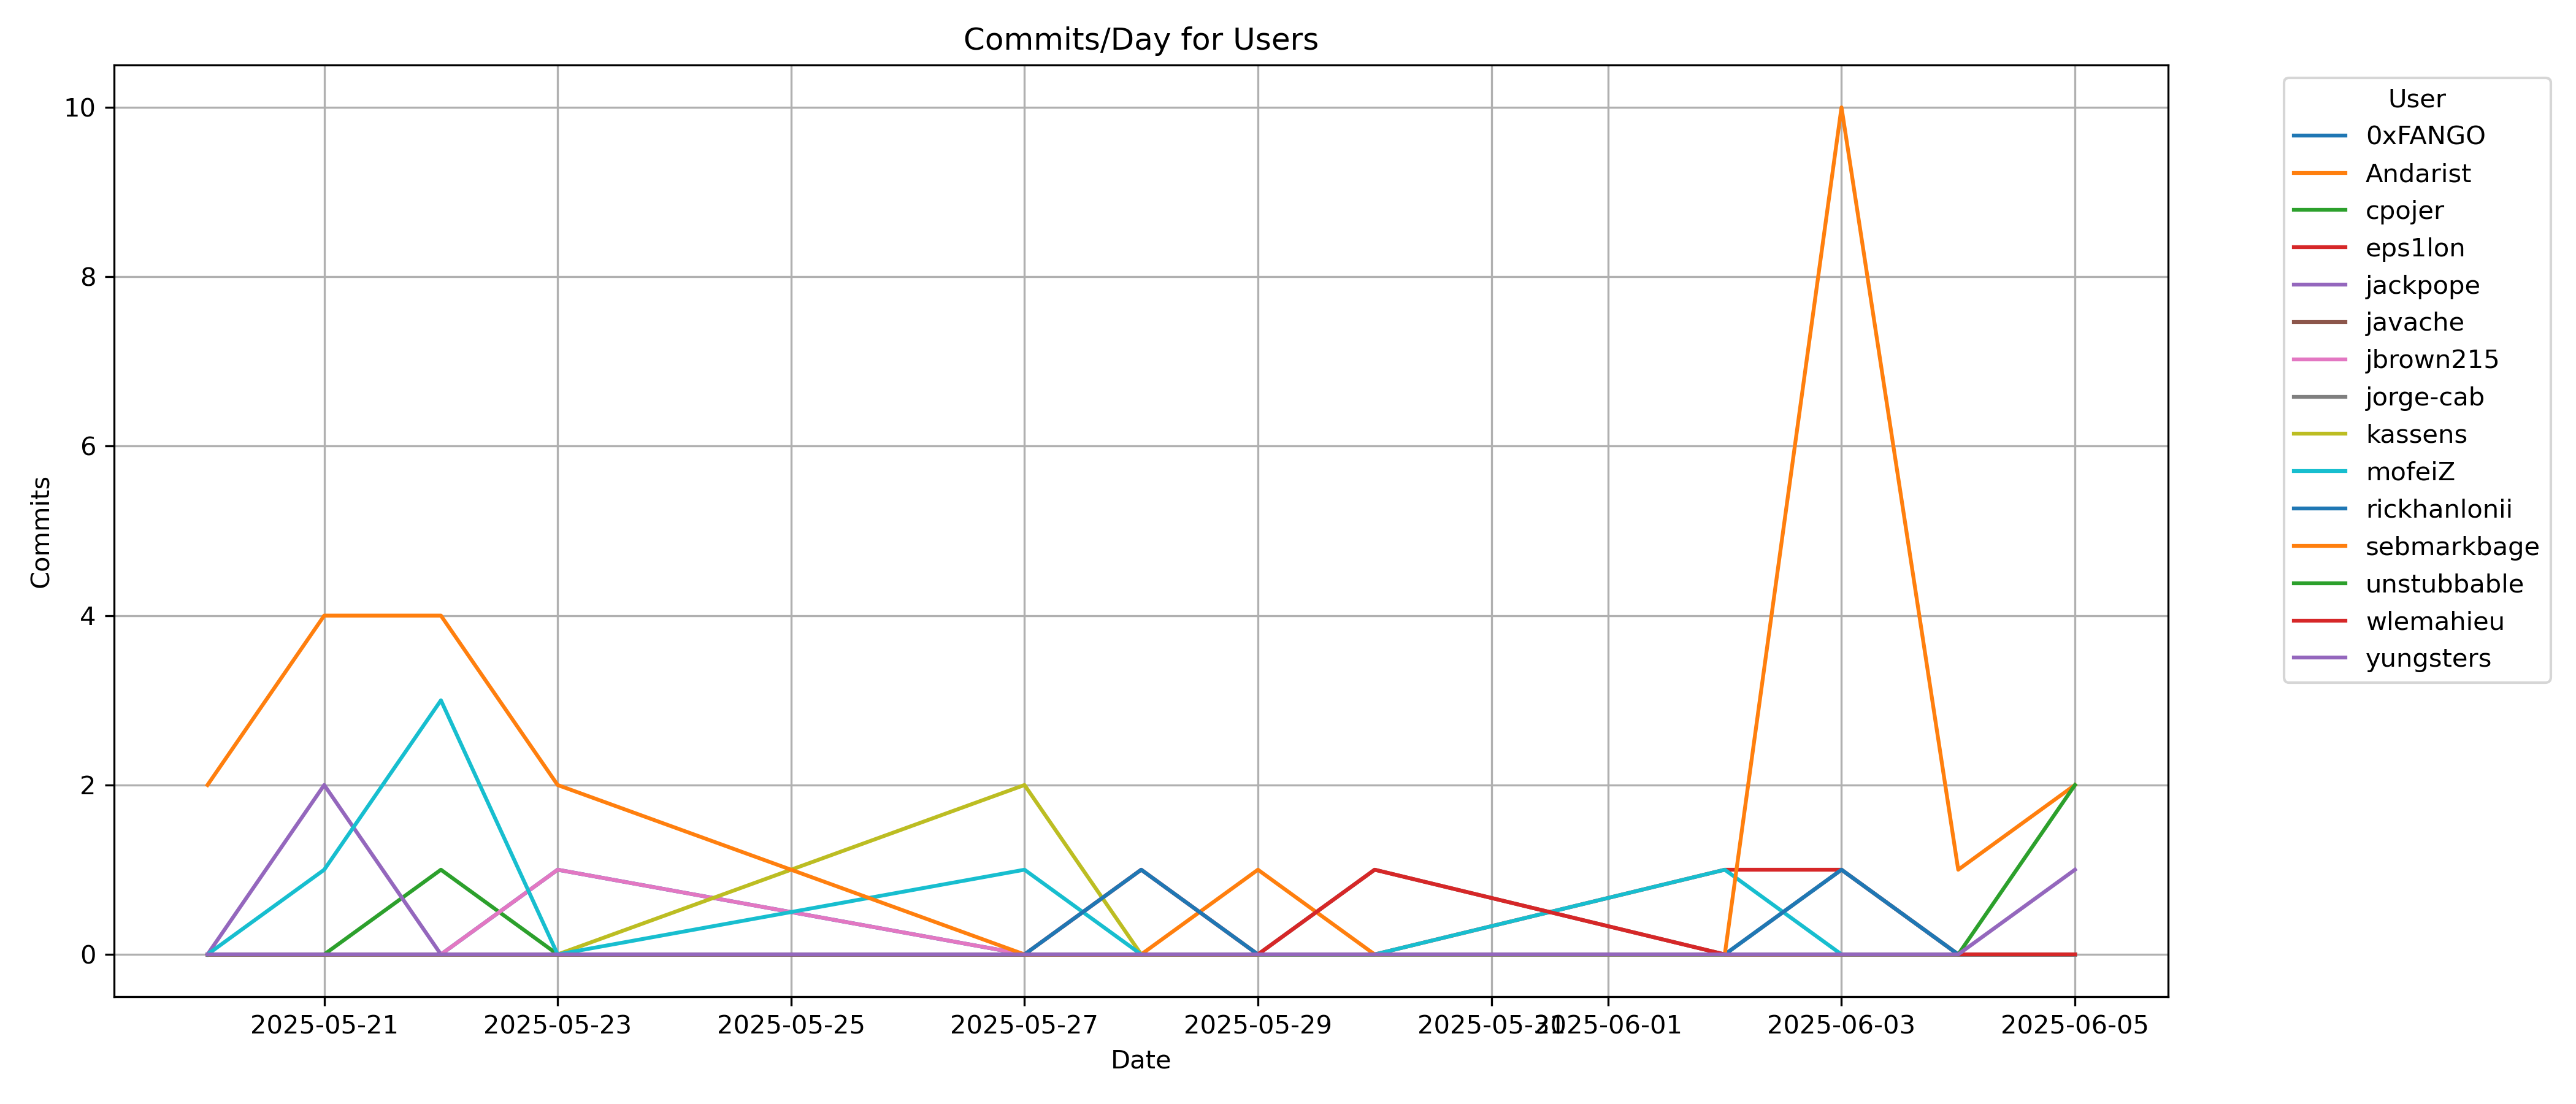 Commits/Day for Users
10
8
6
4
2
0
Commits
2025-05-21
2025-05-23
2025-05-25
2025-05-27
2025-05-29
2025-05-31
2025-06-01
2025-06-03
2025-06-05
Date
User
0xFANGO
Andarist
cpojer
eps1lon
jackpope
javache
jbrown215
jorge-cab
kassens
mofeiZ
rickhanlonii
sebmarkbage
unstubbable
wlemahieu
yungsters